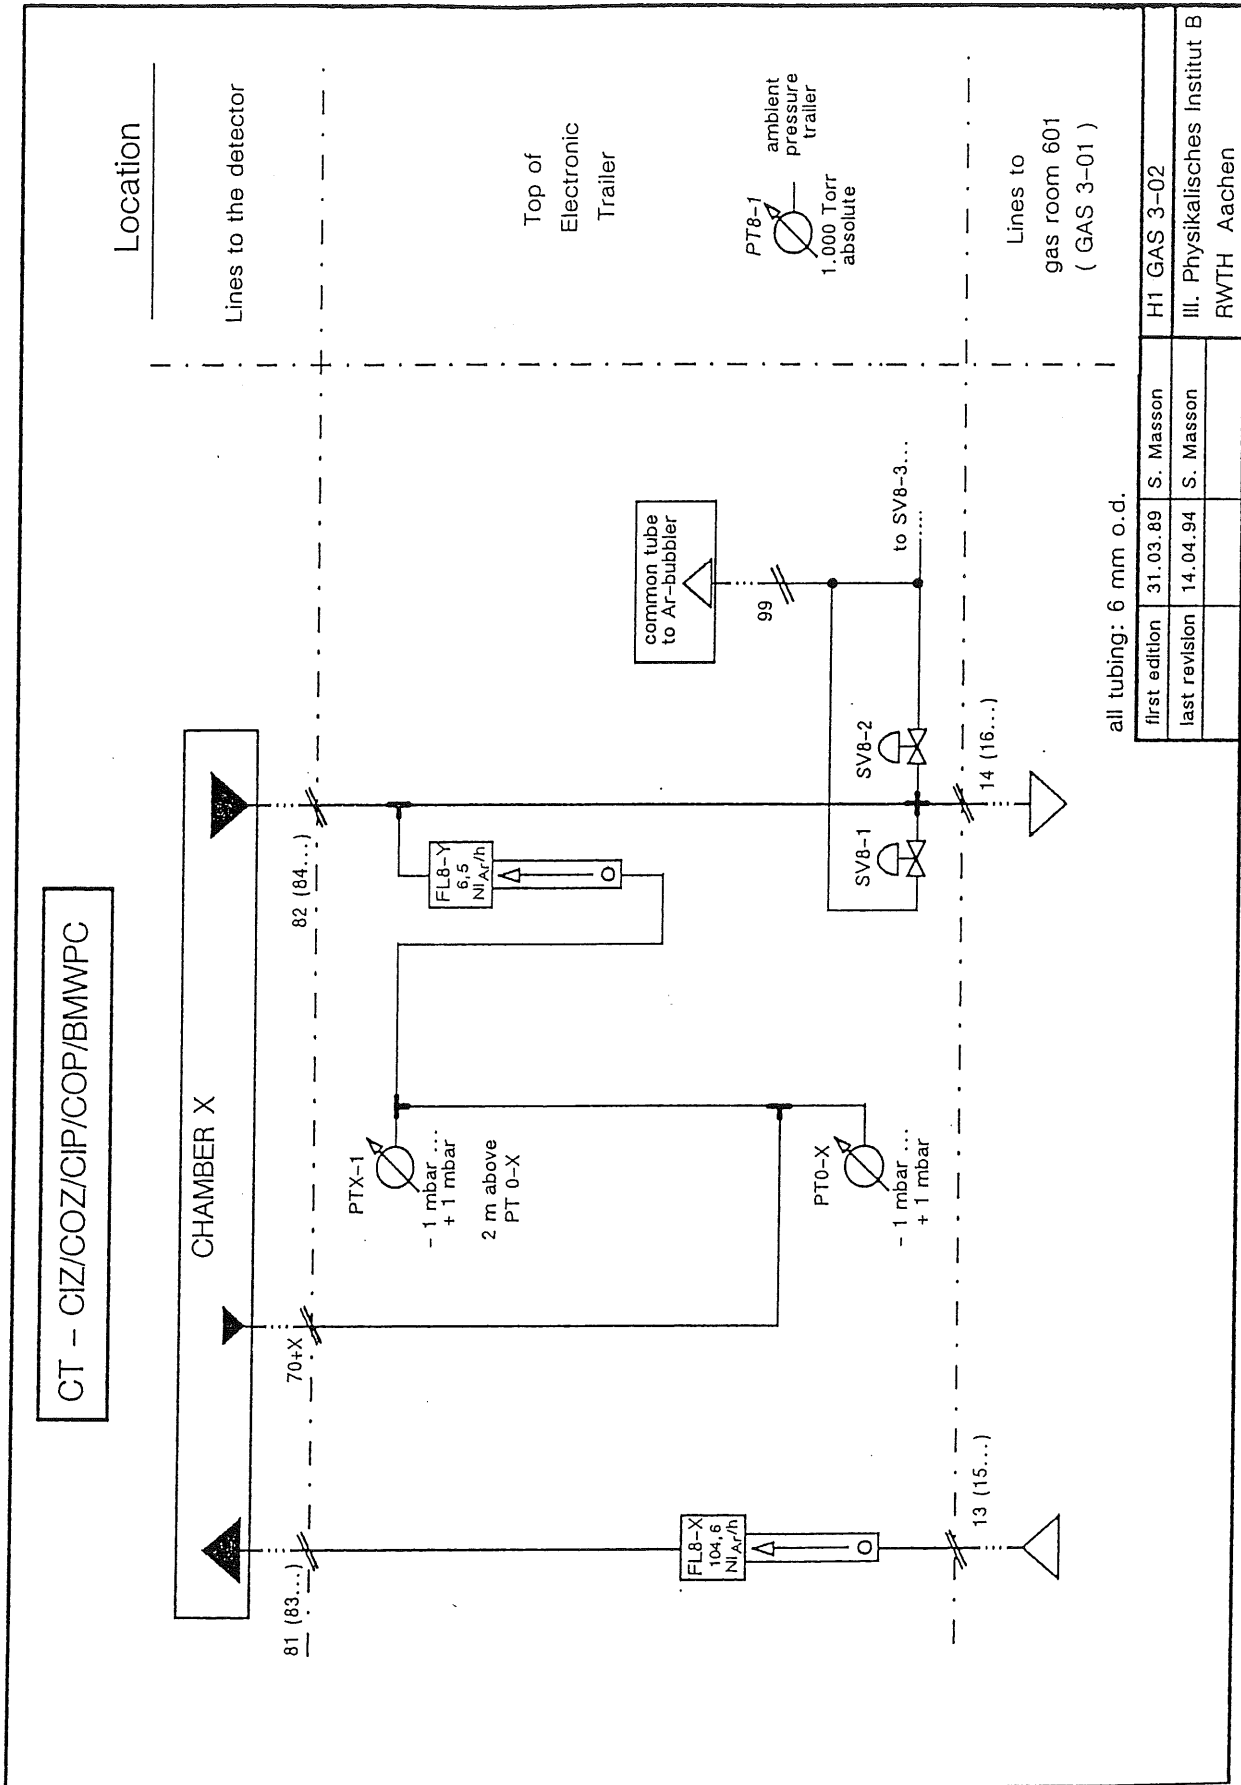 CT - CIZ/COZ/CIP/COP/BMWPC
Location
CHAMBER X
Lines to the detector
81 (83...)
70+X
82 (84...)
PTX-1
- 1 mbar ...
+ 1 mbar
2 m above
PT 0-X
FL8-Y
6,5
Nl Ar/h
Top of
Electronic
Trailer
common tube
to Ar-bubbler
99
FL8-X
104,6
Nl Ar/h
PT0-X
- 1 mbar ...
+ 1 mbar
SV8-1
SV8-2
to SV8-3...
PT8-1
ambient
pressure
trailer
1.000 Torr
absolute
13 (15...)
14 (16...)
Lines to
gas room 601
( GAS 3-01 )
all tubing: 6 mm o.d.
first edition 31.03.89 S. Masson H1 GAS 3-02
last revision 14.04.94 S. Masson III. Physikalisches Institut B
RWTH Aachen